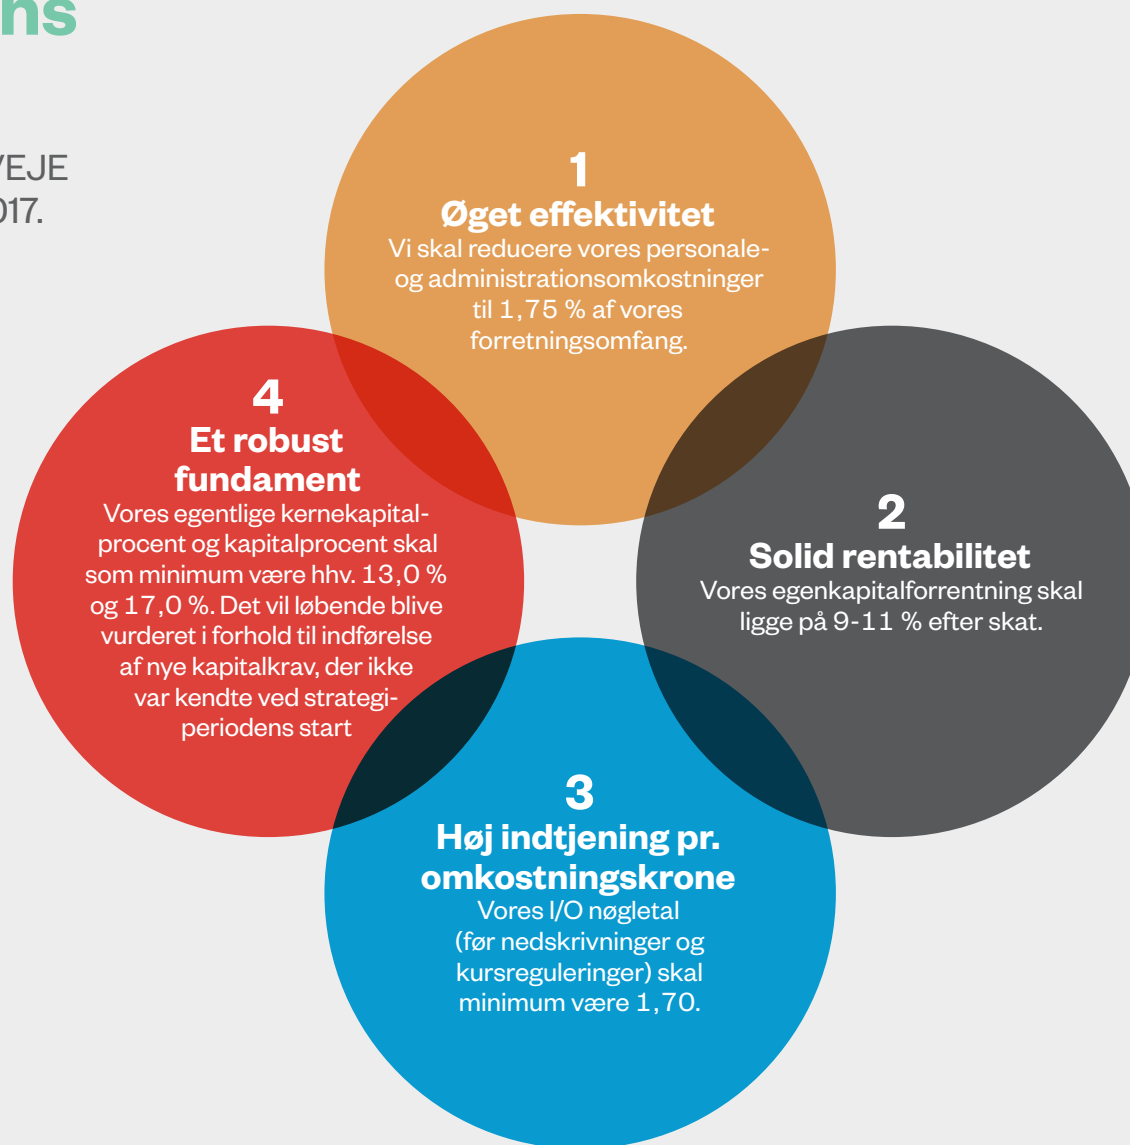 ns
VEJE
017.
1
Øget effektivitet
Vi skal reducere vores personale-
og administrationsomkostninger
til 1,75 % af vores
forretningsomfang.
2
Solid rentabilitet
Vores egenkapitalforrentning skal
ligge på 9-11 % efter skat.
3
Høj indtjening pr.
omkostningskrone
Vores I/O nøgletal
(før nedskrivninger og
kursreguleringer) skal
minimum være 1,70.
4
Et robust
fundament
Vores egentlige kernekapital-
procent og kapitalprocent skal
som minimum være hhv. 13,0 %
og 17,0 %. Det vil løbende blive
vurderet i forhold til indførelse
af nye kapitalkrav, der ikke
var kendte ved strategi-
periodens start